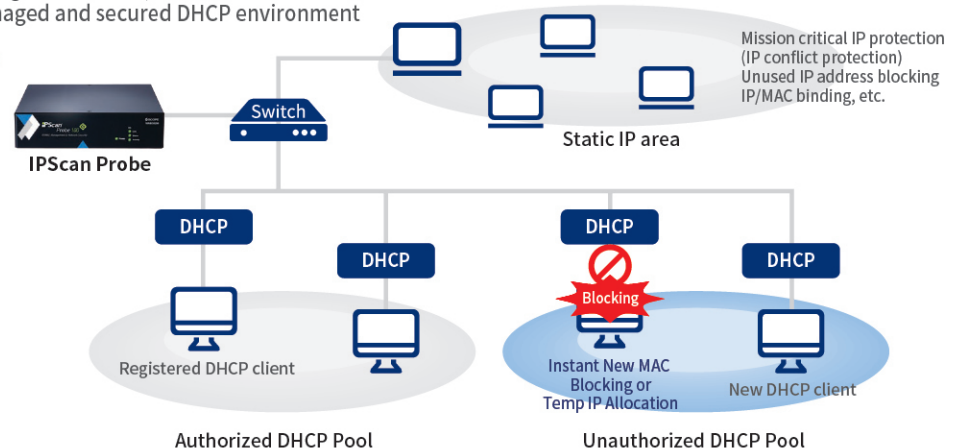 naged and secured DHCP environment
Mission critical IP protection
(IP conflict protection)
Unused IP address blocking
IP/MAC binding, etc.
Switch
IPScan
Probe
IPScan Probe
Static IP area
DHCP
DHCP
DHCP
DHCP
Blocking
Registered DHCP client
Instant New MAC
Blocking or
Temp IP Allocation
New DHCP client
Authorized DHCP Pool
Unauthorized DHCP Pool